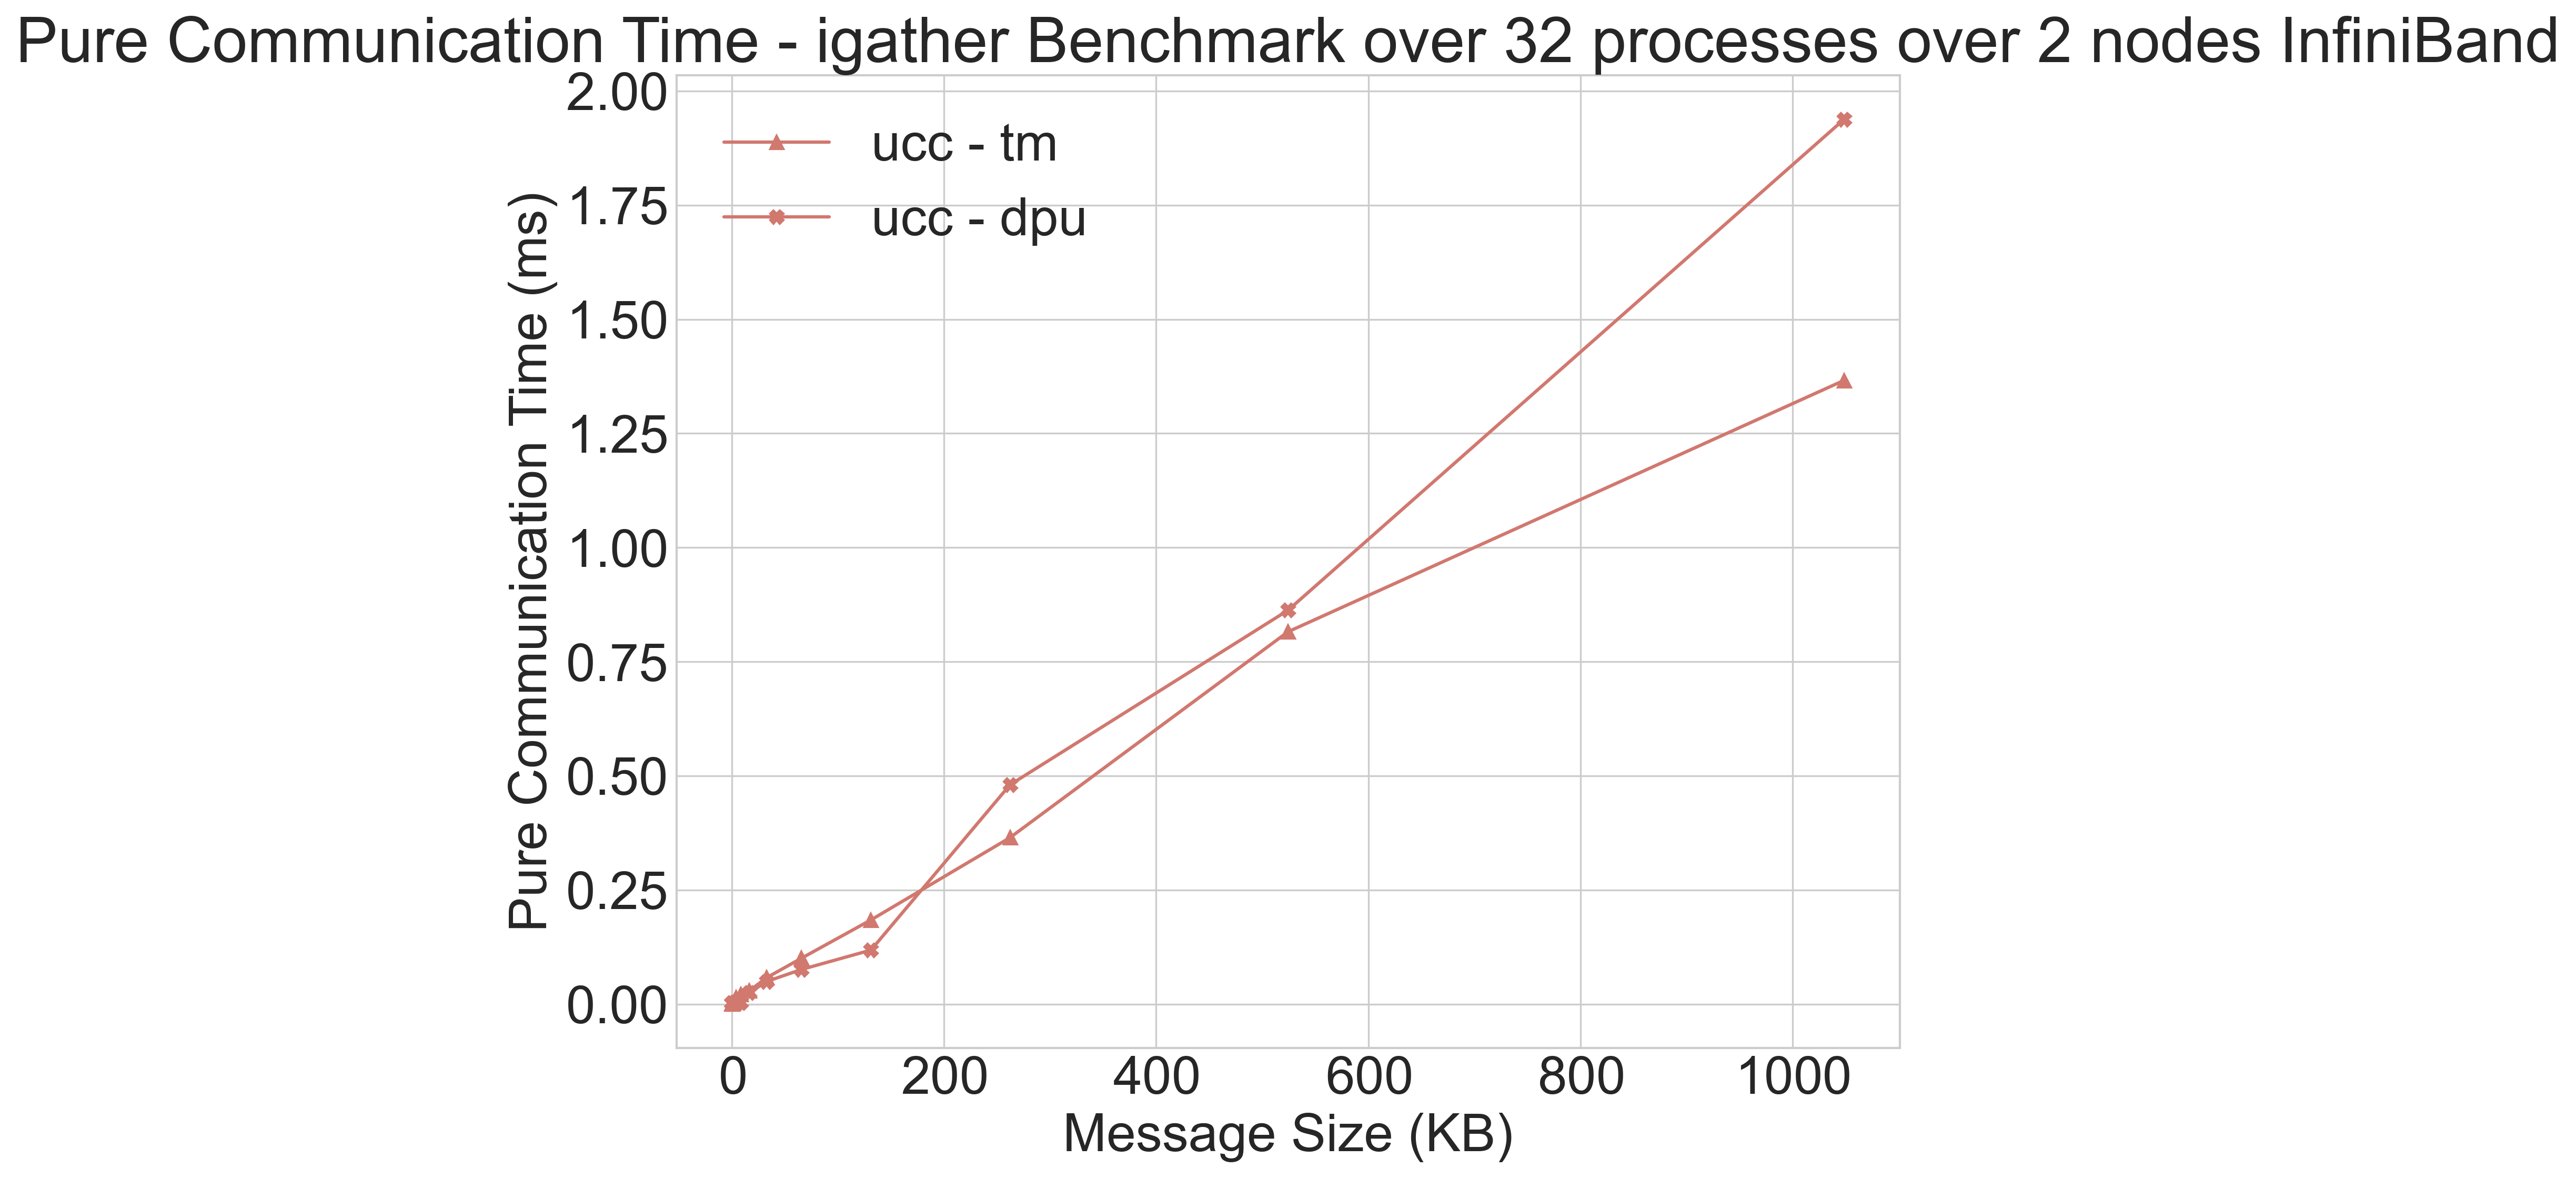 Pure Communication Time - igather Benchmark over 32 processes over 2 nodes InfiniBand
2.00
1.75
1.50
1.25
1.00
0.75
0.50
0.25
0.00
Pure Communication Time (ms)
ucc - tm
ucc - dpu
0 200 400 600 800 1000
Message Size (KB)